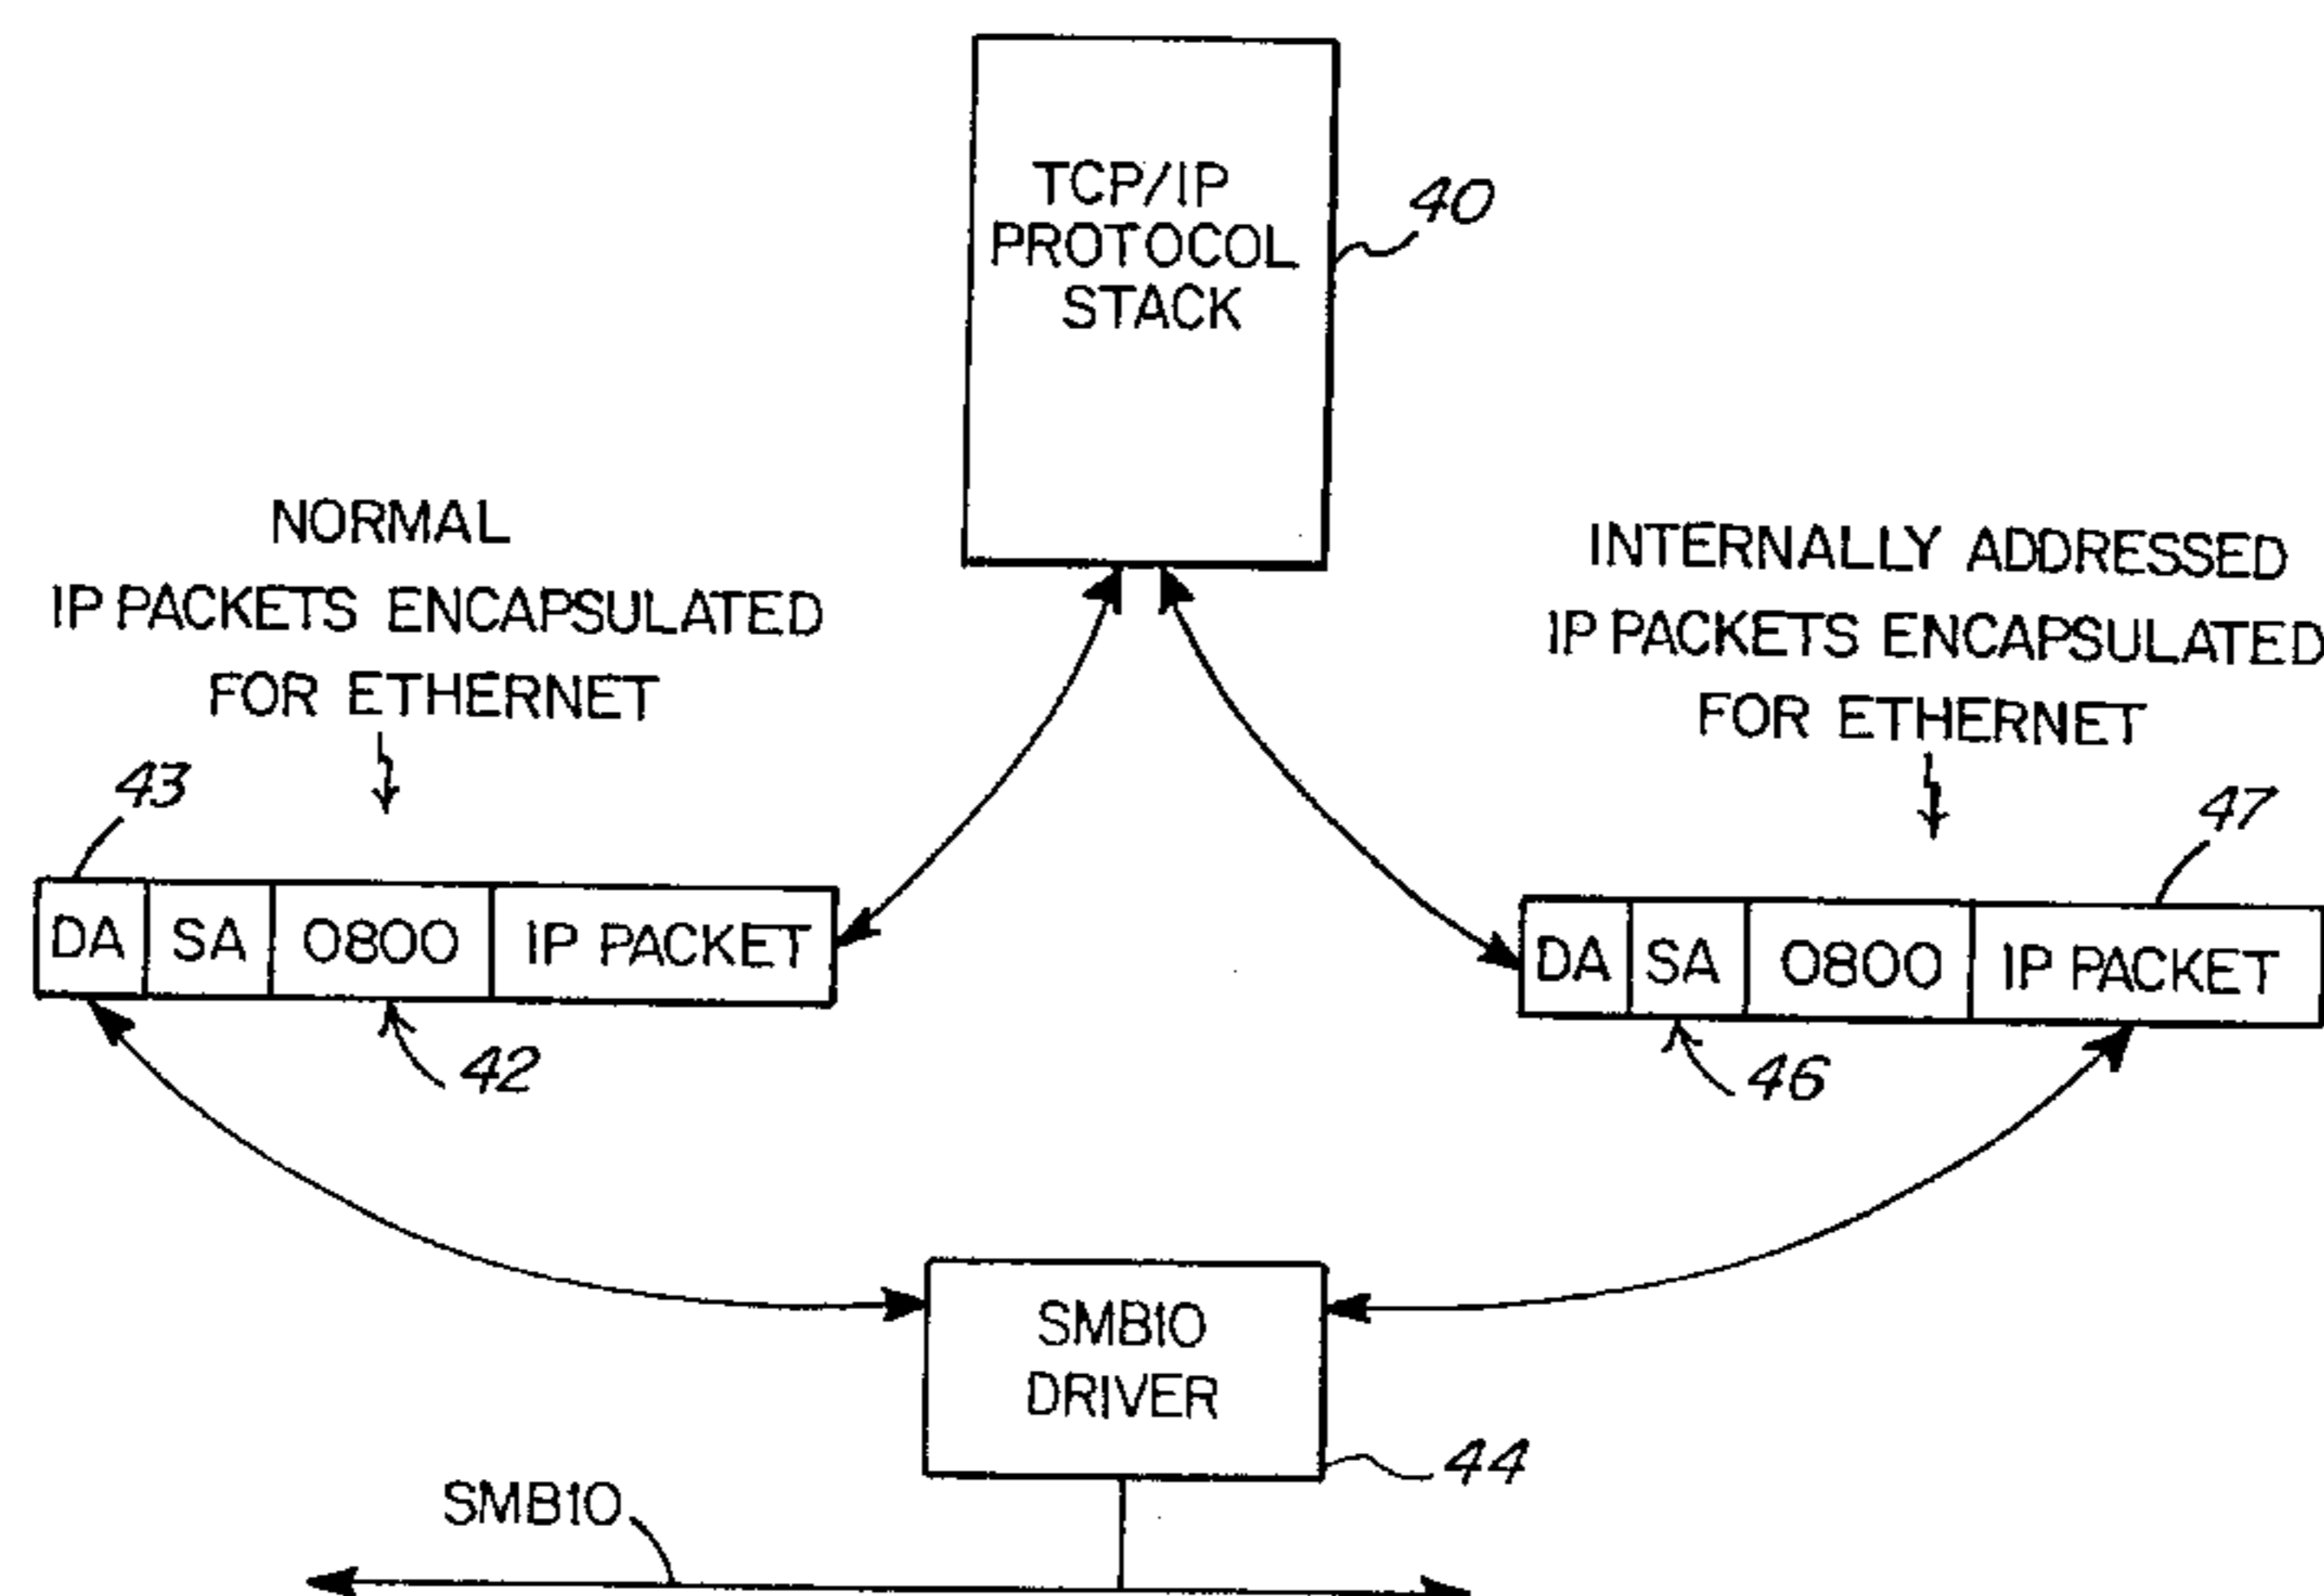 TCP/IP
PROTOCOL
STACK
40
NORMAL
IP PACKETS ENCAPSULATED
FOR ETHERNET
INTERNALLY ADDRESSED
IP PACKETS ENCAPSULATED
FOR ETHERNET
43
47
DA SA 0800 IP PACKET
DA SA 0800 IP PACKET
42
46
SMB10
DRIVER
44
SMB10